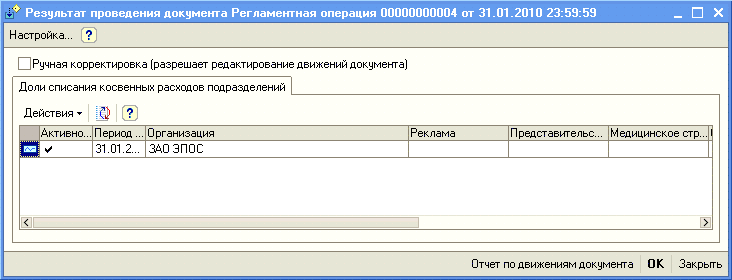 Результат проведения документа Регламентная операция 00000000004 от 31.01.2010 23:59:59
Настройка... ?
Ручная корректировка (разрешает редактирование движений документа)
Доли списания косвенных расходов подразделений
Действия ?
Активно... Период ... Организация Реклама Представительс... Медицинское стр...
31.01.2... ЗАО ЭПОС
Отчет по движениям документа OK Закрыть